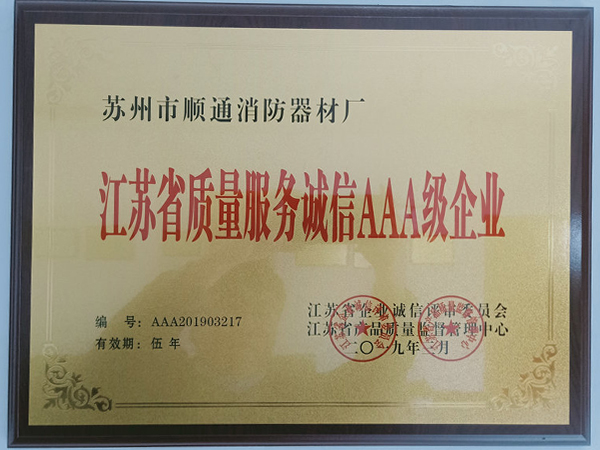 苏州市顺通消防器材厂
江苏省质量服务诚信AAA级企业
编 号：AAA201903217
有效期：伍年
江苏省企业诚信评审委员会
江苏省产品质量监督管理中心
二〇一九年 月